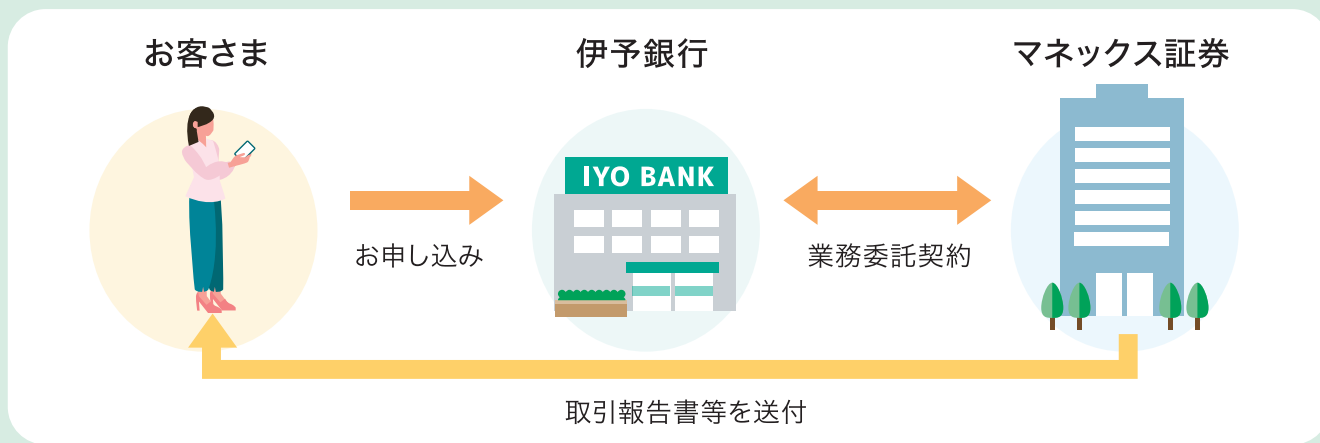 お客さま
伊予銀行
マネックス証券
IYO BANK
お申し込み
業務委託契約
取引報告書等を送付